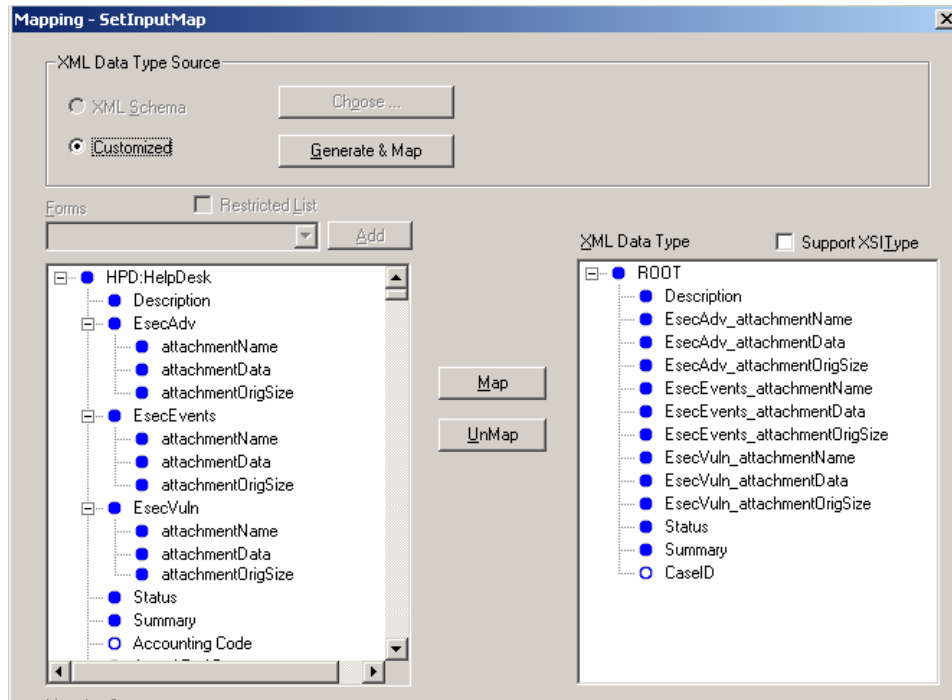 Mapping - SetInputMap
XML Data Type Source
XML Schema
Choose ...
Customized
Generate & Map
Forms
Restricted List
Add
HPD:HelpDesk
Description
EsecAdv
attachmentName
attachmentData
attachmentOrigSize
EsecEvents
attachmentName
attachmentData
attachmentOrigSize
EsecVuln
attachmentName
attachmentData
attachmentOrigSize
Status
Summary
Accounting Code
Map
UnMap
XML Data Type
Support XSIType
ROOT
Description
EsecAdv_attachmentName
EsecAdv_attachmentData
EsecAdv_attachmentOrigSize
EsecEvents_attachmentName
EsecEvents_attachmentData
EsecEvents_attachmentOrigSize
EsecVuln_attachmentName
EsecVuln_attachmentData
EsecVuln_attachmentOrigSize
Status
Summary
CaseID